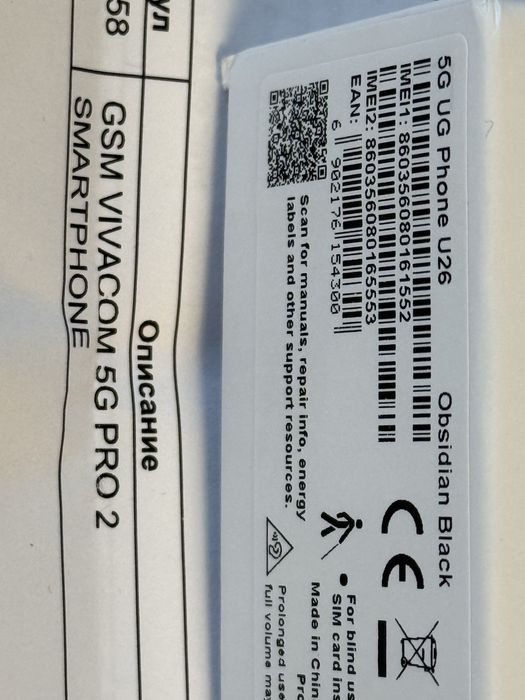 5G UG Phone U26 Obsidian Black
IMEI1: 860356080161552
IMEI2: 860356080165553
EAN:
6 902176 154300
Scan for manuals, repair info, energy
labels and other support resources.
CE
• For blind us
SIM card in
Made in Chin
Pro
Prolonged use
full volume ma
ул
Описание
58
GSM VIVACOM 5G PRO 2
SMARTPHONE